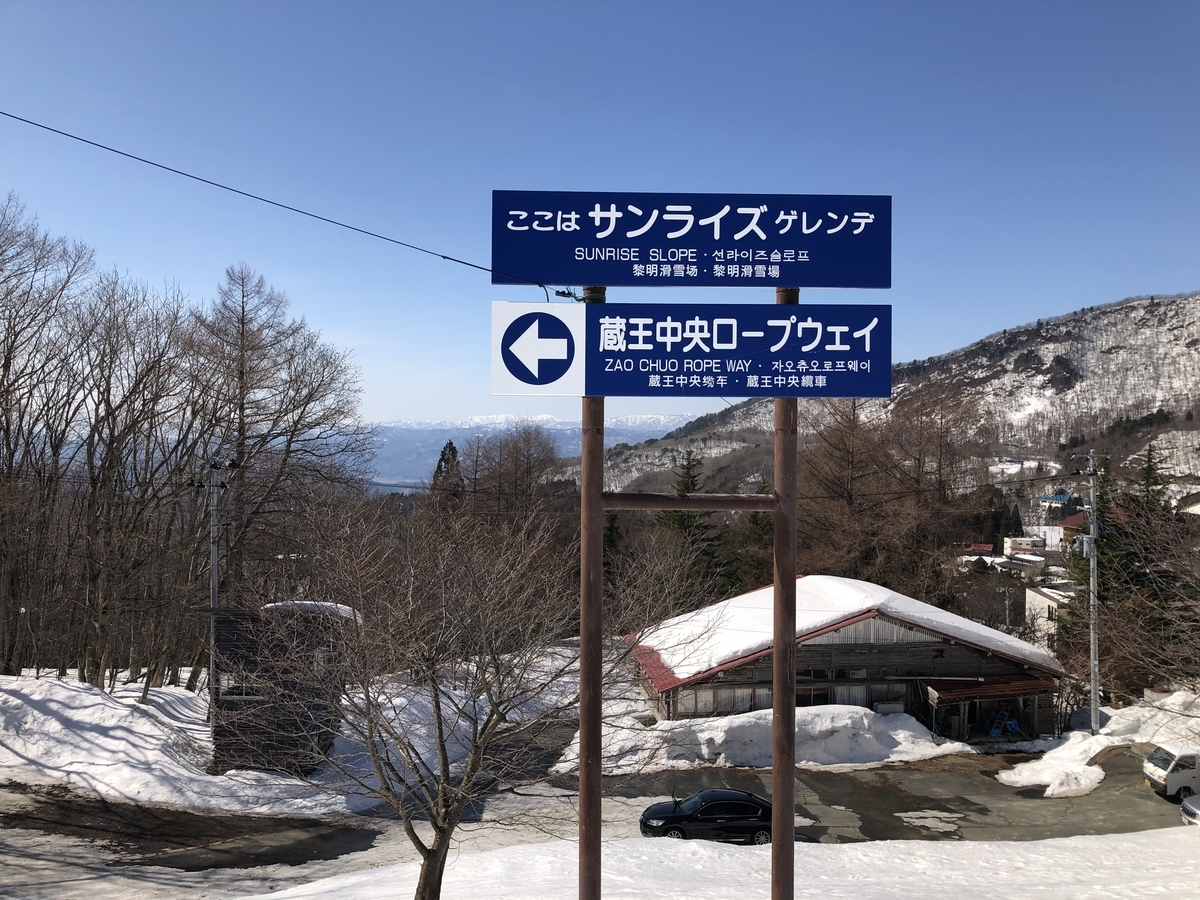 ここは サンライズ ゲレンデ
SUNRISE SLOPE・선라이즈슬로프
黎明滑雪场・黎明滑雪場
蔵王中央ロープウェイ
ZAO CHUO ROPE WAY・자오츄오로프웨이
蔵王中央缆车・蔵王中央纜車